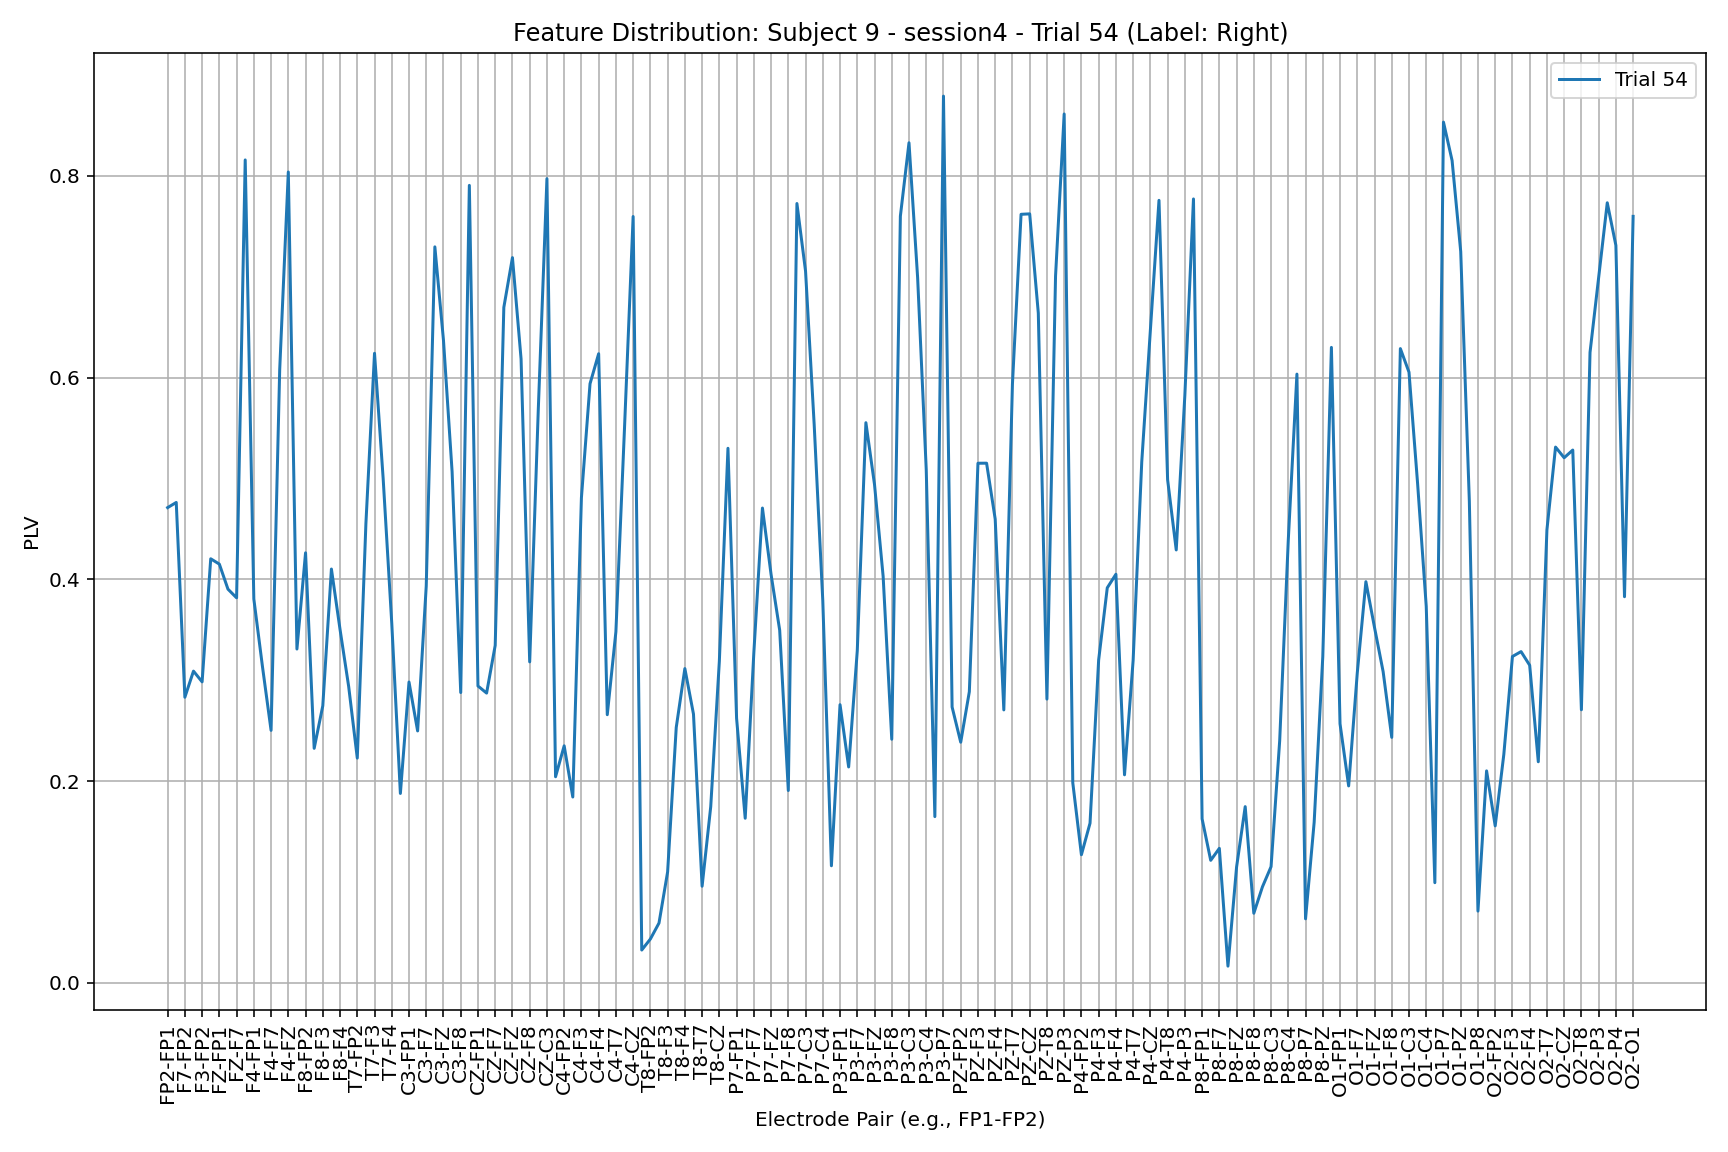 Feature Distribution: Subject 9 - session4 - Trial 54 (Label: Right)
Trial 54
PLV
0.8
0.6
0.4
0.2
0.0
FP2-FP1
F7-FP2
F3-FP2
FZ-FP1
FZ-F7
F4-FP1
F4-F7
F4-FZ
F8-FP2
F8-F3
F8-F4
T7-FP2
T7-F3
T7-F4
C3-FP1
C3-F7
C3-FZ
C3-F8
CZ-FP1
CZ-F7
CZ-FZ
CZ-F8
CZ-C3
C4-FP2
C4-F3
C4-F4
C4-T7
C4-CZ
T8-FP2
T8-F3
T8-F4
T8-T7
T8-CZ
P7-FP1
P7-F7
P7-FZ
P7-F8
P7-C3
P7-C4
P3-FP1
P3-F7
P3-FZ
P3-F8
P3-C3
P3-C4
P3-P7
PZ-FP2
PZ-F3
PZ-F4
PZ-T7
PZ-CZ
PZ-T8
PZ-P3
P4-FP2
P4-F3
P4-F4
P4-T7
P4-CZ
P4-T8
P4-P3
P8-FP1
P8-F7
P8-FZ
P8-F8
P8-C3
P8-C4
P8-P7
P8-PZ
O1-FP1
O1-F7
O1-FZ
O1-F8
O1-C3
O1-C4
O1-P7
O1-PZ
O1-P8
O2-FP2
O2-F3
O2-F4
O2-T7
O2-CZ
O2-T8
O2-P3
O2-P4
O2-O1
Electrode Pair (e.g., FP1-FP2)